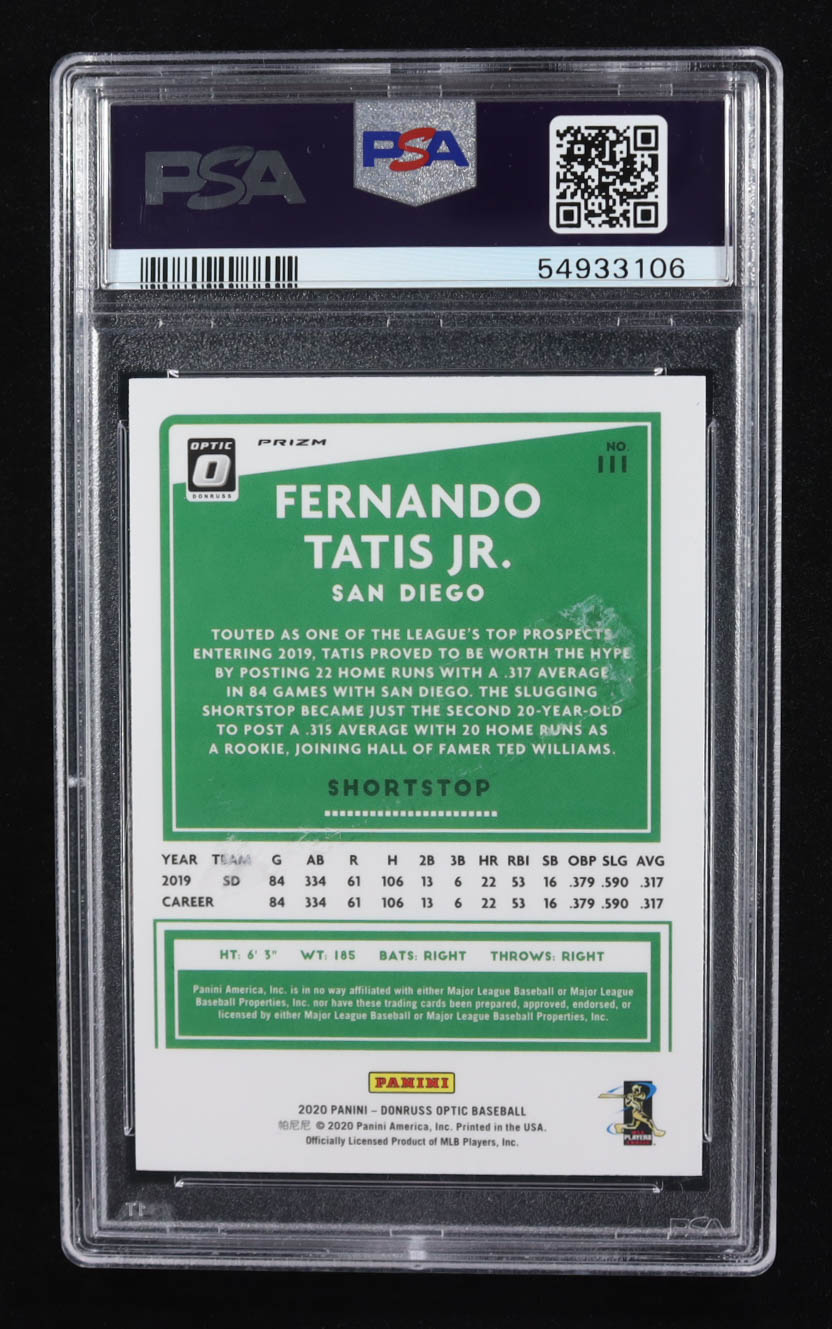 PSA
PSA
54933106
OPTIC
DONRUSS
PRIZM
NO.
111
FERNANDO
TATIS JR.
SAN DIEGO
TOUTED AS ONE OF THE LEAGUE'S TOP PROSPECTS
ENTERING 2019, TATIS PROVED TO BE WORTH THE HYPE
BY POSTING 22 HOME RUNS WITH A .317 AVERAGE
IN 84 GAMES WITH SAN DIEGO. THE SLUGGING
SHORTSTOP BECAME JUST THE SECOND 20-YEAR-OLD
TO POST A .315 AVERAGE WITH 20 HOME RUNS AS
A ROOKIE, JOINING HALL OF FAMER TED WILLIAMS.
SHORTSTOP
YEAR TEAM G AB R H 2B 3B HR RBI SB OBP SLG AVG
2019 SD 84 334 61 106 13 6 22 53 16 .379 .590 .317
CAREER 84 334 61 106 13 6 22 53 16 .379 .590 .317
HT: 6' 3" WT: 185 BATS: RIGHT THROWS: RIGHT
Panini America, Inc. is in no way affiliated with either Major League Baseball or Major League
Baseball Properties, Inc. nor have these trading cards been prepared, approved, endorsed, or
licensed by either Major League Baseball or Major League Baseball Properties, Inc.
PANINI
2020 PANINI – DONRUSS OPTIC BASEBALL
帕尼尼 © 2020 Panini America, Inc. Printed in the USA.
Officially Licensed Product of MLB Players, Inc.
PLAYERS
PSA